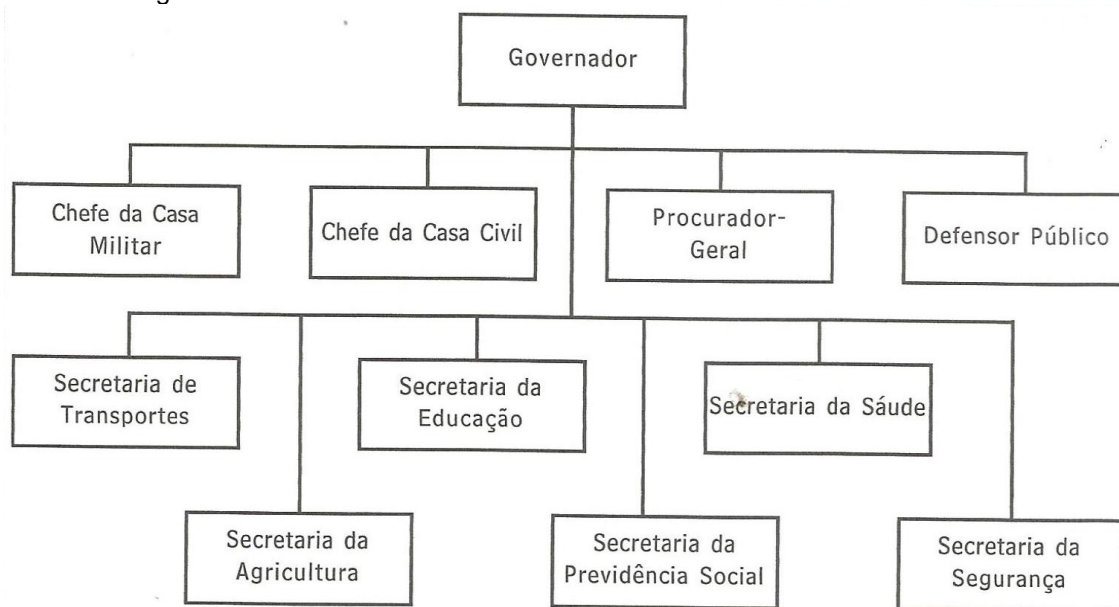 Governador
Chefe da Casa
Militar
Chefe da Casa Civil
Procurador-
Geral
Defensor Público
Secretaria de
Transportes
Secretaria da
Educação
Secretaria da Sáude
Secretaria da
Agricultura
Secretaria da
Previdência Social
Secretaria da
Segurança